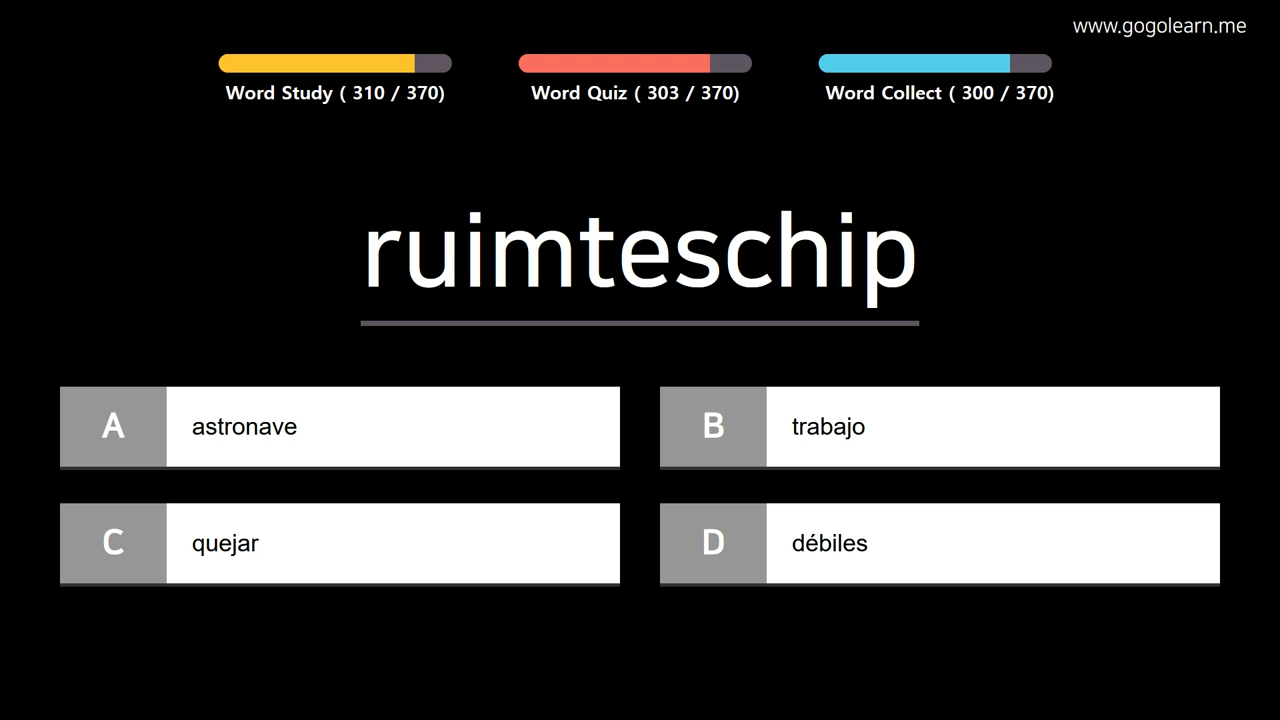 www.gogolearn.me
Word Study ( 310 / 370)
Word Quiz ( 303 / 370)
Word Collect ( 300 / 370)
ruimteschip
A astronave
B trabajo
C quejar
D débiles